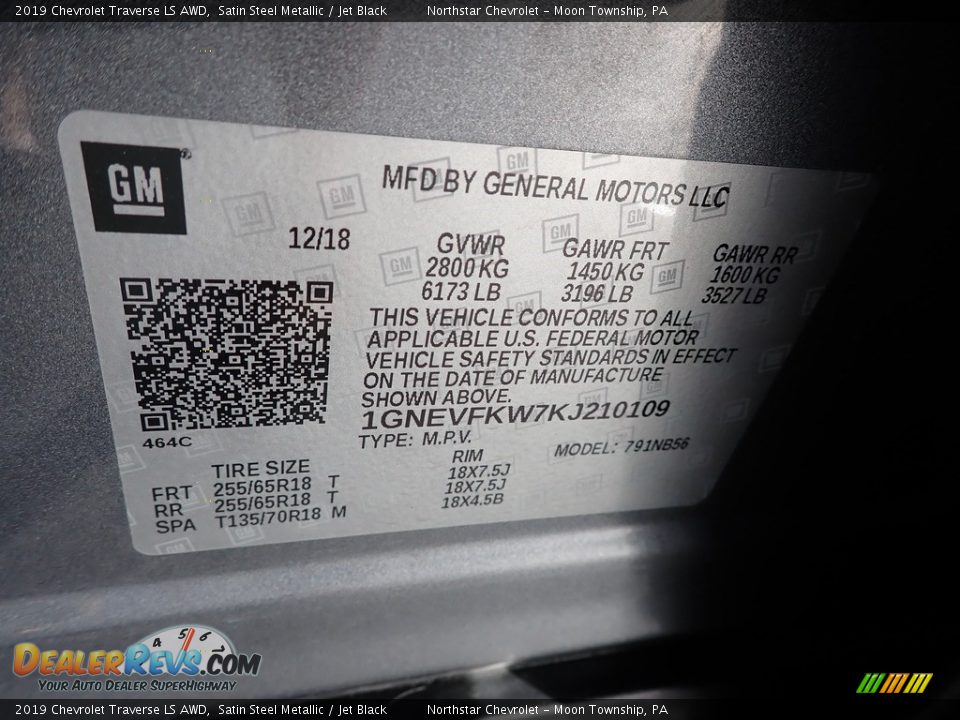 2019 Chevrolet Traverse LS AWD, Satin Steel Metallic / Jet Black Northstar Chevrolet – Moon Township, PA
GM
MFD BY GENERAL MOTORS LLC
12/18 GVWR GAWR FRT GAWR RR
2800 KG 1450 KG 1600 KG
6173 LB 3196 LB 3527 LB
THIS VEHICLE CONFORMS TO ALL
APPLICABLE U.S. FEDERAL MOTOR
VEHICLE SAFETY STANDARDS IN EFFECT
ON THE DATE OF MANUFACTURE
SHOWN ABOVE.
1GNEVFKW7KJ210109
464C TYPE: M.P.V. MODEL: 791NB56
TIRE SIZE RIM
FRT 255/65R18 T 18X7.5J
RR 255/65R18 T 18X7.5J
SPA T135/70R18 M 18X4.5B
4 5 6 7
DealerRevs.com
Your Auto Dealer SuperHighway
2019 Chevrolet Traverse LS AWD, Satin Steel Metallic / Jet Black Northstar Chevrolet – Moon Township, PA